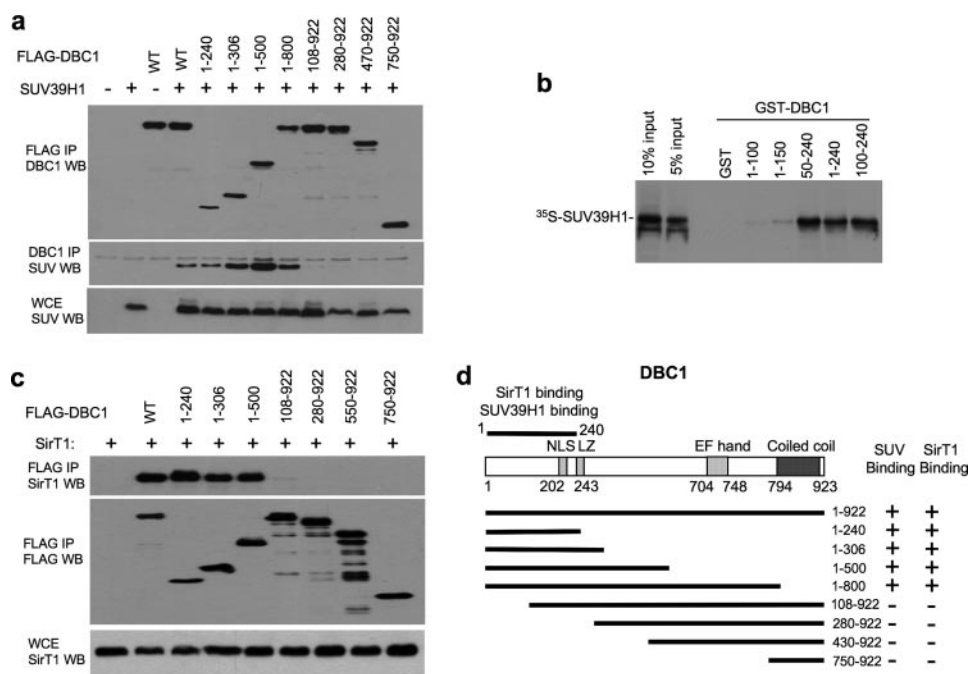 a
FLAG-DBC1 WT WT 1-240 1-306 1-500 1-800 108-922 280-922 470-922 750-922
SUV39H1 - + - + + + + + + + + +
FLAG IP
DBC1 WB
DBC1 IP
SUV WB
WCE
SUV WB
b
GST-DBC1
10% input 5% input GST 1-100 1-150 50-240 1-240 100-240
35S-SUV39H1-
c
FLAG-DBC1 WT 1-240 1-306 1-500 108-922 280-922 550-922 750-922
SirT1: + + + + + + + + +
FLAG IP
SirT1 WB
FLAG IP
FLAG WB
WCE
SirT1 WB
d
DBC1
SirT1 binding
SUV39H1 binding
1 240
NLS LZ EF hand Coiled coil
SUV Binding SirT1 Binding
1 202 243 704 748 794 923
1-922 + +
1-240 + +
1-306 + +
1-500 + +
1-800 + +
108-922 - -
280-922 - -
430-922 - -
750-922 - -